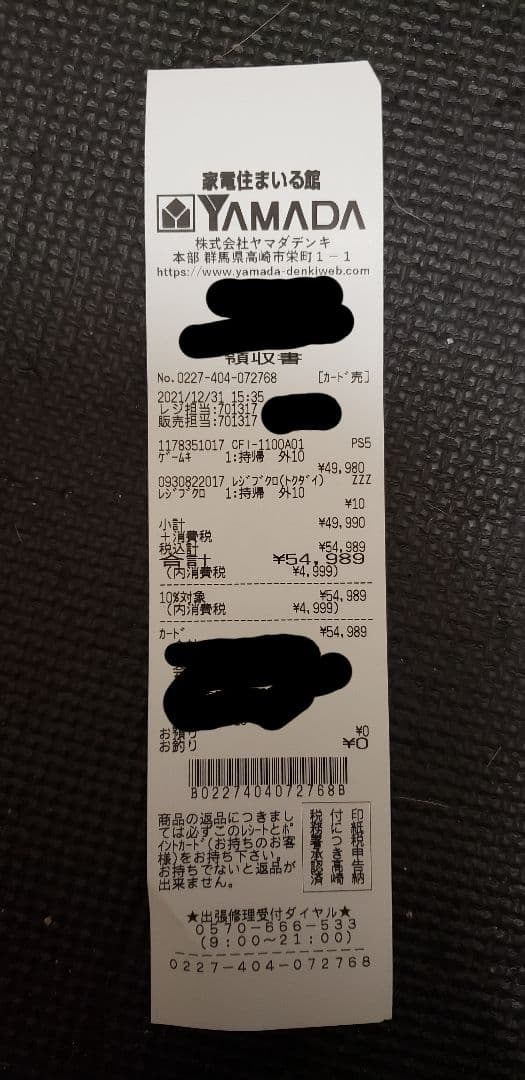 家電住まいる館
YAMADA
株式会社ヤマダデンキ
本部 群馬県高崎市栄町1-1
https://www.yamada-denkiweb.com
領収書
No.0227-404-072768 [ｶｰﾄﾞ売]
2021/12/31 15:35
レジ担当:701317
販売担当:701317
1178351017 CFI-1100A01 PS5
ｹﾞｰﾑｷ 1:持帰 外10
¥49,980
0930822017 ﾚｼﾞﾌﾞｸﾛ(ﾄｸﾀﾞｲ) ZZZ
ﾚｼﾞﾌﾞｸﾛ 1:持帰 外10
¥10
小計 ¥49,990
＋消費税
税込計 ¥54,989
合計 ¥54,989
(内消費税 ¥4,999)
10%対象 ¥54,989
(内消費税 ¥4,999)
ｶｰﾄﾞ ¥54,989
お預り ¥0
お釣り ¥0
B0227404072768B
商品の返品につきまし
ては必ずこのレシートとﾎﾟ
イントカード(お持ちのお客
様)をお持ち下さい。
お持ちでないと返品が
出来ません。
印紙税申告納
付につき高崎
税務署承認済
★出張修理受付ダイヤル★
0570-666-533
(9:00〜21:00)
0227-404-072768